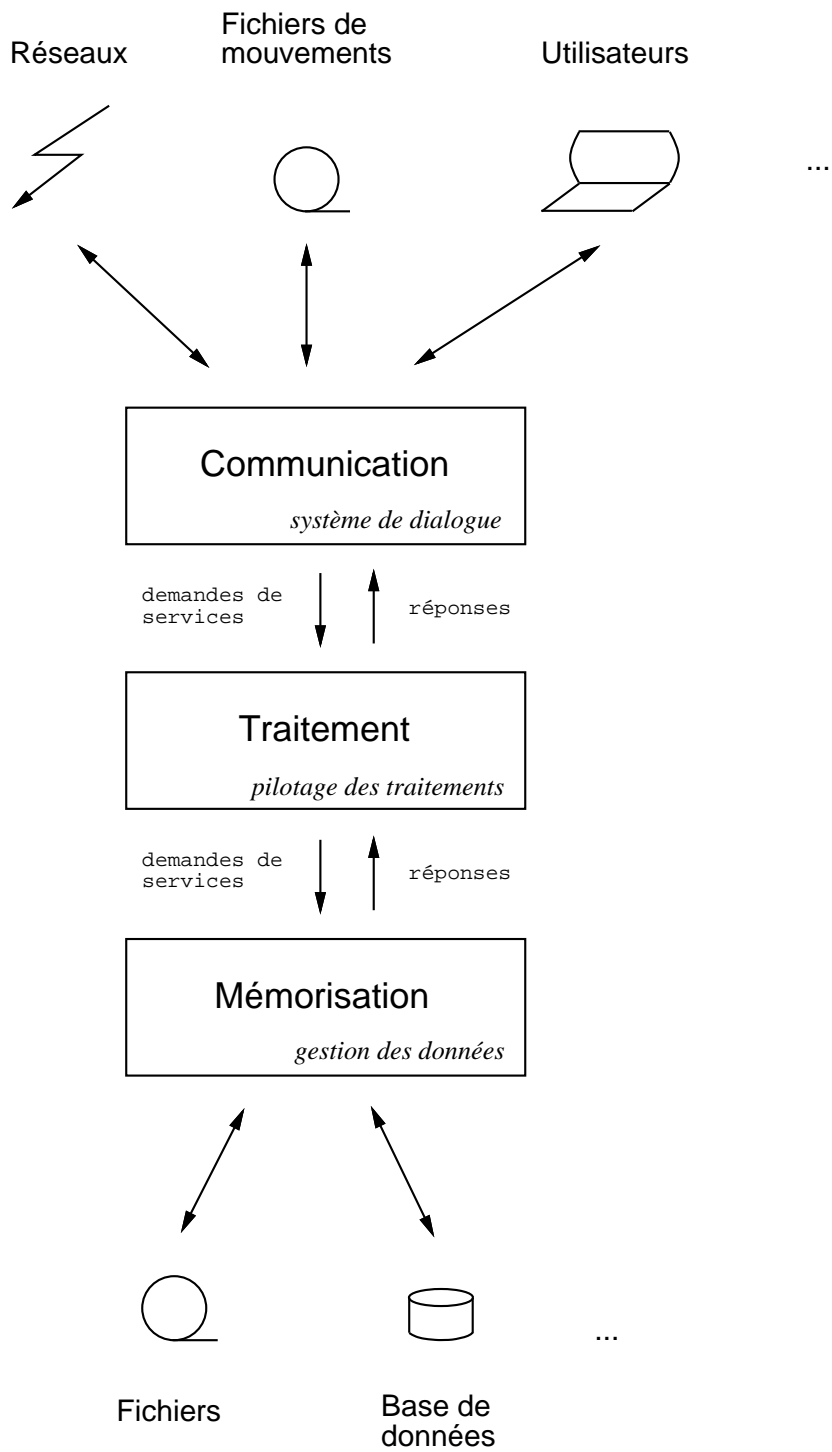 Réseaux
Fichiers de
mouvements
Utilisateurs
...
Communication
système de dialogue
demandes de
services
réponses
Traitement
pilotage des traitements
demandes de
services
réponses
Mémorisation
gestion des données
...
Fichiers
Base de
données